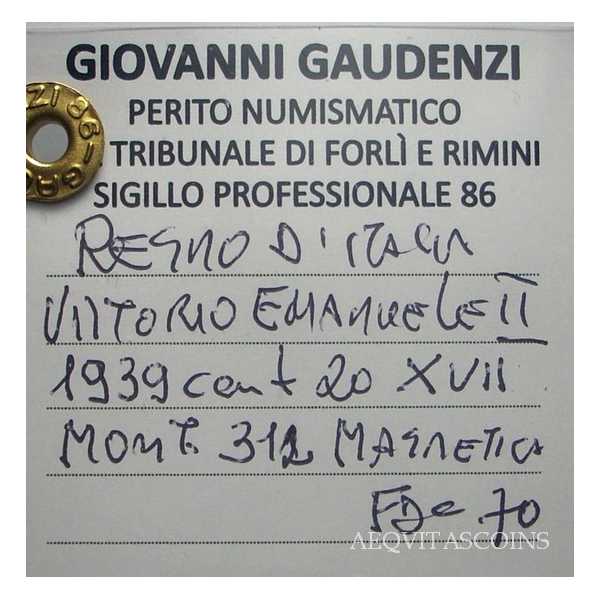 GIOVANNI GAUDENZI
PERITO NUMISMATICO
TRIBUNALE DI FORLÌ E RIMINI
SIGILLO PROFESSIONALE 86
REGNO D'ITALIA
VITTORIO EMANUELE II
1939 cent 20 XVII
MONT. 312 MAGNETICA
FDC 70
AEQVITASCOINS